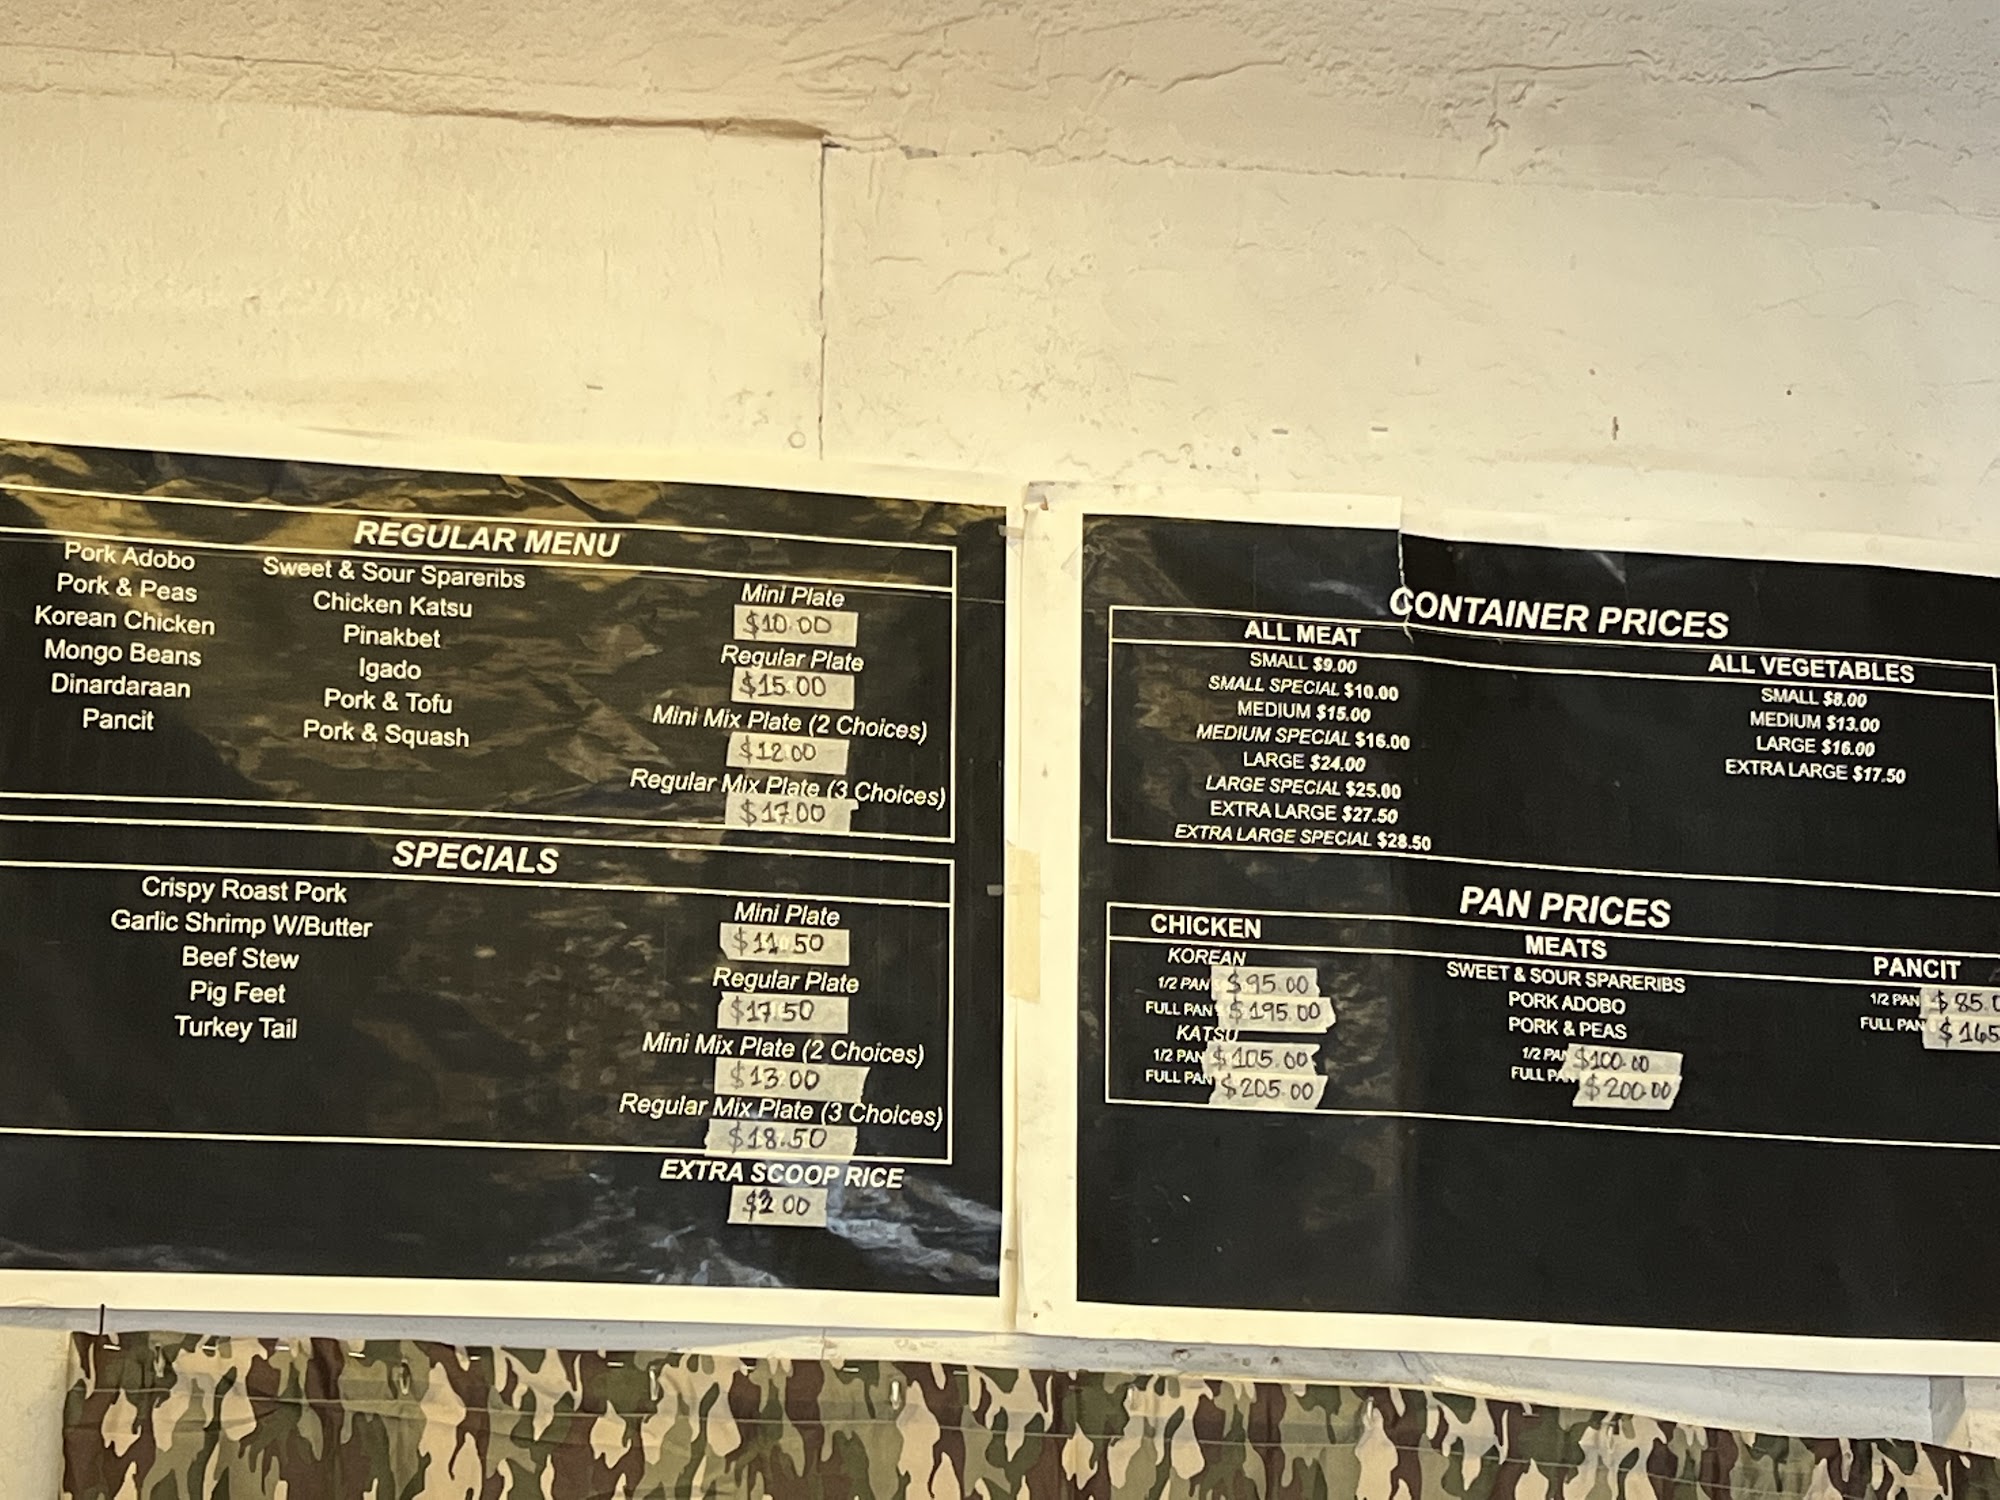 REGULAR MENU
Pork Adobo
Pork & Peas
Korean Chicken
Mongo Beans
Dinardaraan
Pancit
Sweet & Sour Spareribs
Chicken Katsu
Pinakbet
Igado
Pork & Tofu
Pork & Squash
Mini Plate
$10.00
Regular Plate
$15.00
Mini Mix Plate (2 Choices)
$12.00
Regular Mix Plate (3 Choices)
$17.00
SPECIALS
Crispy Roast Pork
Garlic Shrimp W/Butter
Beef Stew
Pig Feet
Turkey Tail
Mini Plate
$11.50
Regular Plate
$17.50
Mini Mix Plate (2 Choices)
$13.00
Regular Mix Plate (3 Choices)
$18.50
EXTRA SCOOP RICE
$2.00
CONTAINER PRICES
ALL MEAT
SMALL $9.00
SMALL SPECIAL $10.00
MEDIUM $15.00
MEDIUM SPECIAL $16.00
LARGE $24.00
LARGE SPECIAL $25.00
EXTRA LARGE $27.50
EXTRA LARGE SPECIAL $28.50
ALL VEGETABLES
SMALL $8.00
MEDIUM $13.00
LARGE $16.00
EXTRA LARGE $17.50
PAN PRICES
CHICKEN
KOREAN
1/2 PAN $95.00
FULL PAN $195.00
KATSU
1/2 PAN $105.00
FULL PAN $205.00
MEATS
SWEET & SOUR SPARERIBS
PORK ADOBO
PORK & PEAS
1/2 PAN $100.00
FULL PAN $200.00
PANCIT
1/2 PAN $85.0
FULL PAN $165